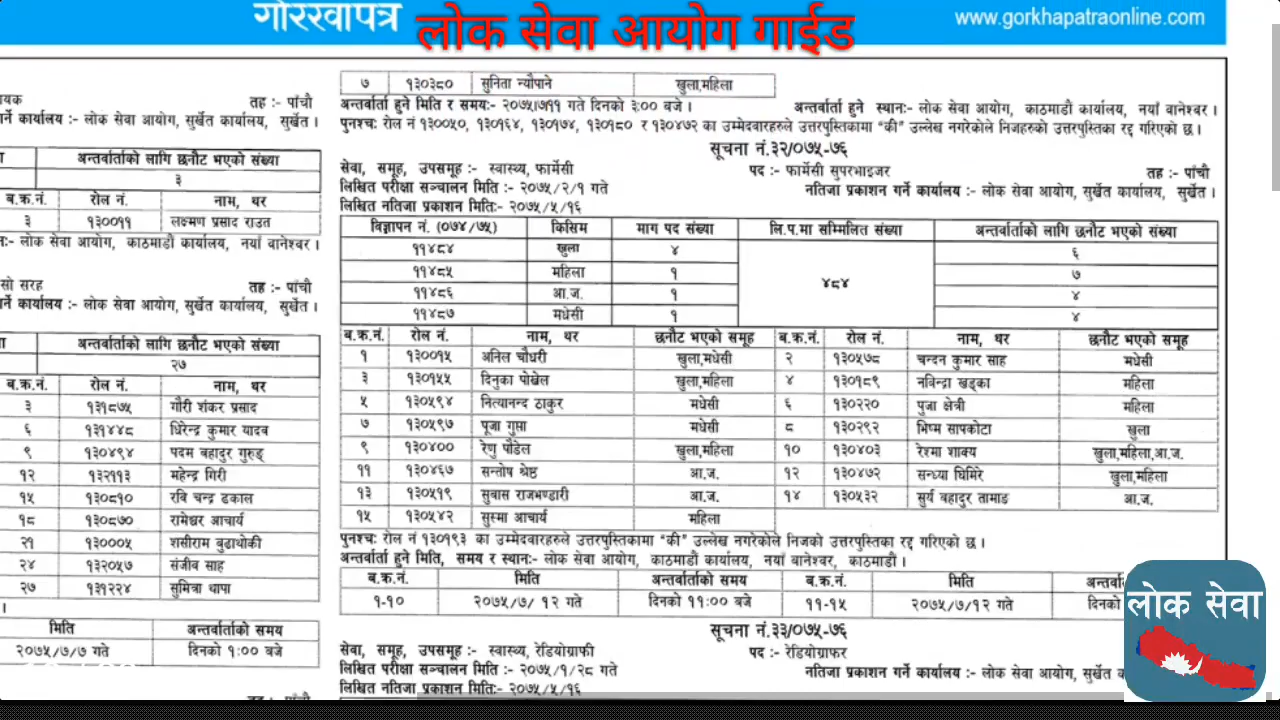 गोरखापत्र
लोक सेवा आयोग गाईड
www.gorkhapatraonline.com
तह :- पाँचौ
कार्यालय :- लोक सेवा आयोग, सुर्खेत कार्यालय, सुर्खेत ।
अन्तर्वार्ताको लागि छनौट भएको संख्या
३
ब.क्र.नं. रोल नं. नाम, थर
३ १३००११ लक्ष्मण प्रसाद राउत
लोक सेवा आयोग, काठमाडौं कार्यालय, नयाँ वानेश्वर ।
तह :- पाँचौ
कार्यालय :- लोक सेवा आयोग, सुर्खेत कार्यालय, सुर्खेत ।
अन्तर्वार्ताको लागि छनौट भएको संख्या
२७
ब.क्र.नं. रोल नं. नाम, थर
३ १३१८७५ गौरी शंकर प्रसाद
६ १३१४४८ धिरेन्द्र कुमार यादव
९ १३०४९४ पदम बहादुर गुरुङ्
१२ १३२११३ महेन्द्र गिरी
१५ १३०८१० रवि चन्द्र ढकाल
१८ १३०८७० रामेश्वर आचार्य
२१ १३०००५ शसीराम बुढाथोकी
२४ १३२०५७ संजीव साह
२७ १३१२२४ सुमित्रा थापा
मिति अन्तर्वार्ताको समय
२०७५/७/७ गते दिनको १:०० बजे
तह :- पाँचौ
७ १३०३८० सुनिता न्यौपाने खुला,महिला
अन्तर्वार्ता हुने मिति र समयः- २०७५/७/११ गते दिनको ३:०० बजे । अन्तर्वार्ता हुने स्थानः- लोक सेवा आयोग, काठमाडौं कार्यालय, नयाँ वानेश्वर ।
पुनश्चः रोल नं १३००५०, १३०१६४, १३०१७४, १३०१८० र १३०४७२ का उम्मेदवारहरुले उत्तरपुस्तिकामा “की” उल्लेख नगरेकोले निजहरुको उत्तरपुस्तिका रद्द गरिएको छ ।
सूचना नं.३२/०७५-७६
सेवा, समूह, उपसमूह :- स्वास्थ्य, फार्मेसी पद :- फार्मेसी सुपरभाइजर तह :- पाँचौ
लिखित परीक्षा सञ्चालन मिति :- २०७५/२/१ गते नतिजा प्रकाशन गर्ने कार्यालय :- लोक सेवा आयोग, सुर्खेत कार्यालय, सुर्खेत ।
लिखित नतिजा प्रकाशन मितिः- २०७५/५/१६
विज्ञापन नं. (०७४/७५) किसिम माग पद संख्या लि.प.मा सम्मिलित संख्या अन्तर्वार्ताको लागि छनौट भएको संख्या
११४८४ खुला ४ ४८४ ६
११४८५ महिला १ ७
११४८६ आ.ज. १ ४
११४८७ मधेसी १ ४
ब.क्र.नं. रोल नं. नाम, थर छनौट भएको समूह ब.क्र.नं. रोल नं. नाम, थर छनौट भएको समूह
१ १३००१५ अनिल चौधरी खुला,मधेसी २ १३०५७८ चन्दन कुमार साह मधेसी
३ १३०१५५ दिनुका पोखेल खुला,महिला ४ १३०१८९ नविन्द्रा खड्का महिला
५ १३०५९४ नित्यानन्द ठाकुर मधेसी ६ १३०२२० पुजा क्षेत्री महिला
७ १३०५९७ पूजा गुप्ता मधेसी ८ १३०२९२ भिष्म सापकोटा खुला
९ १३०४०० रेणु पौडेल खुला,महिला १० १३०४०३ रेश्मा शाक्य खुला,महिला,आ.ज.
११ १३०४६७ सन्तोष श्रेष्ठ आ.ज. १२ १३०४७२ सन्ध्या घिमिरे खुला,महिला
१३ १३०५१९ सुबास राजभण्डारी आ.ज. १४ १३०५३२ सुर्य बहादुर तामाङ आ.ज.
१५ १३०५४२ सुस्मा आचार्य महिला
पुनश्चः रोल नं १३०१९३ का उम्मेदवारहरुले उत्तरपुस्तिकामा “की” उल्लेख नगरेकोले निजको उत्तरपुस्तिका रद्द गरिएको छ ।
अन्तर्वार्ता हुने मिति, समय र स्थानः- लोक सेवा आयोग, काठमाडौं कार्यालय, नयाँ वानेश्वर, काठमाडौं ।
ब.क्र.नं. मिति अन्तर्वार्ताको समय ब.क्र.नं. मिति
१-१० २०७५/७/ १२ गते दिनको ११:०० बजे ११-१५ २०७५/७/१२ गते दिनको
सूचना नं.३३/०७५-७६
सेवा, समूह, उपसमूह :- स्वास्थ्य, रेडियोग्राफी पद :- रेडियोग्राफर
लिखित परीक्षा सञ्चालन मिति :- २०७५/१/२८ गते नतिजा प्रकाशन गर्ने कार्यालय :- लोक सेवा आयोग, सुर्खेत
लिखित नतिजा प्रकाशन मितिः- २०७५/५/१६
लोक सेवा